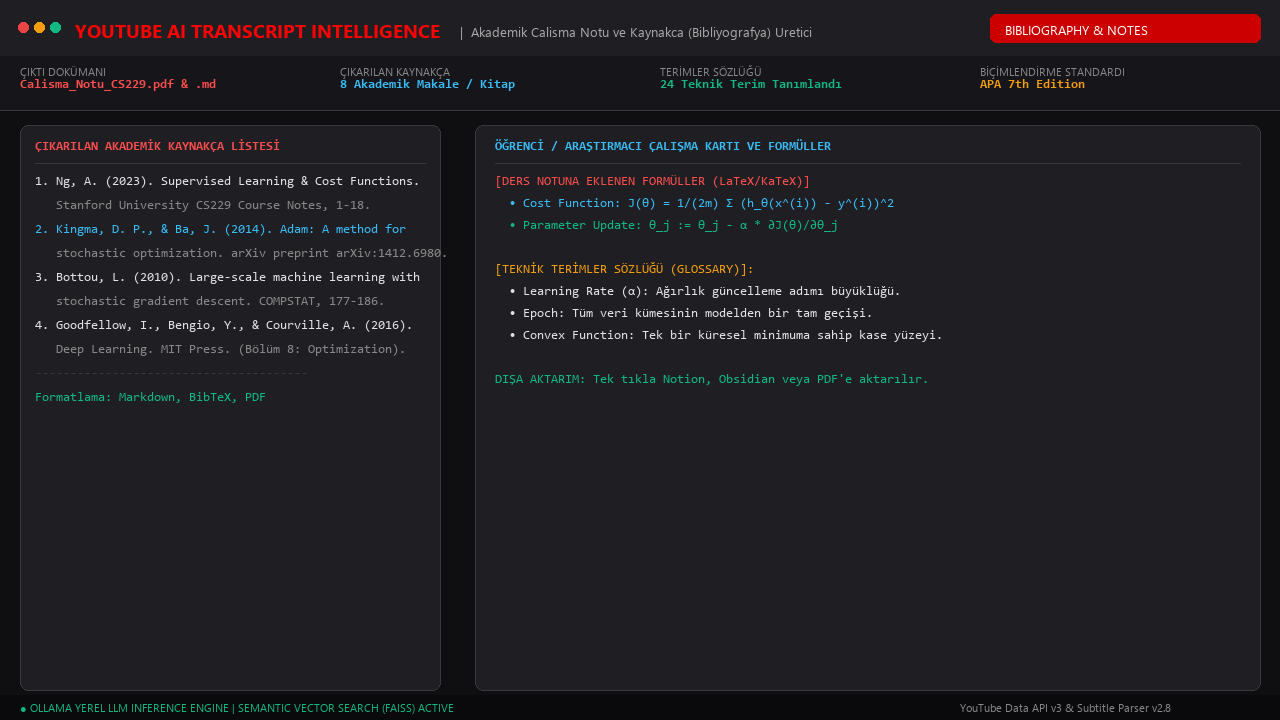 YOUTUBE AI TRANSCRIPT INTELLIGENCE | Akademik Calisma Notu ve Kaynakca (Bibliyografya) Uretici
BIBLIOGRAPHY & NOTES
ÇIKTI DOKÜMANI
Calisma_Notu_CS229.pdf & .md
ÇIKARILAN KAYNAKÇA
8 Akademik Makale / Kitap
TERİMLER SÖZLÜĞÜ
24 Teknik Terim Tanımlandı
BİÇİMLENDİRME STANDARDI
APA 7th Edition
ÇIKARILAN AKADEMİK KAYNAKÇA LİSTESİ
1. Ng, A. (2023). Supervised Learning & Cost Functions.
Stanford University CS229 Course Notes, 1-18.
2. Kingma, D. P., & Ba, J. (2014). Adam: A method for
stochastic optimization. arXiv preprint arXiv:1412.6980.
3. Bottou, L. (2010). Large-scale machine learning with
stochastic gradient descent. COMPSTAT, 177-186.
4. Goodfellow, I., Bengio, Y., & Courville, A. (2016).
Deep Learning. MIT Press. (Bölüm 8: Optimization).
---------------------------------------
Formatlama: Markdown, BibTeX, PDF
ÖĞRENCİ / ARAŞTIRMACI ÇALIŞMA KARTI VE FORMÜLLER
[DERS NOTUNA EKLENEN FORMÜLLER (LaTeX/KaTeX)]
• Cost Function: J(θ) = 1/(2m) Σ (h_θ(x^(i)) - y^(i))^2
• Parameter Update: θ_j := θ_j - α * ∂J(θ)/∂θ_j
[TEKNİK TERİMLER SÖZLÜĞÜ (GLOSSARY)]:
• Learning Rate (α): Ağırlık güncelleme adımı büyüklüğü.
• Epoch: Tüm veri kümesinin modelden bir tam geçişi.
• Convex Function: Tek bir küresel minimuma sahip kase yüzeyi.
DIŞA AKTARIM: Tek tıkla Notion, Obsidian veya PDF'e aktarılır.
● OLLAMA YEREL LLM INFERENCE ENGINE | SEMANTIC VECTOR SEARCH (FAISS) ACTIVE
YouTube Data API v3 & Subtitle Parser v2.8